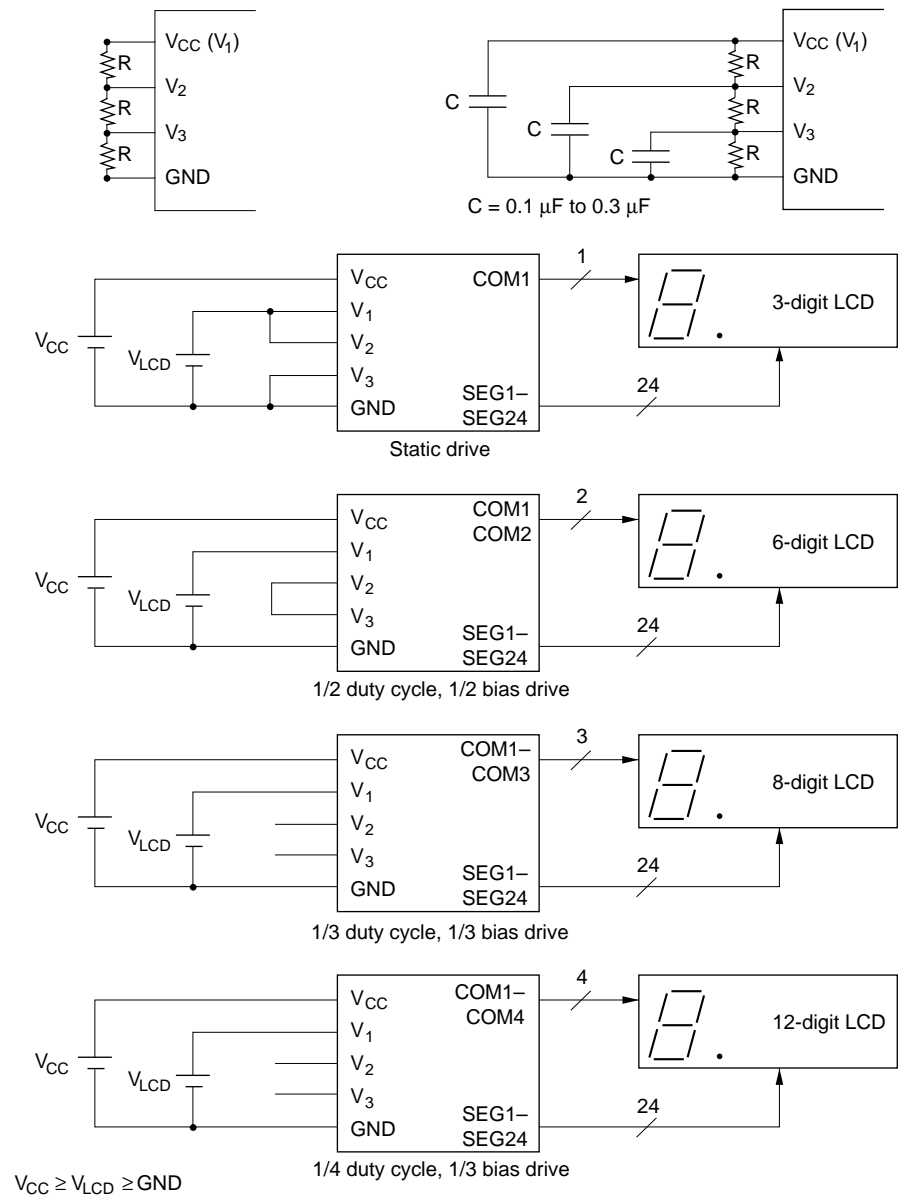 VCC (V1)
R
V2
R
V3
R
GND
VCC (V1)
R
C
V2
R
C
V3
C
R
GND
C = 0.1 μF to 0.3 μF
VCC
VLCD
VCC
V1
V2
V3
GND
COM1
SEG1–
SEG24
1
24
3-digit LCD
Static drive
VCC
VLCD
VCC
V1
V2
V3
GND
COM1
COM2
SEG1–
SEG24
2
24
6-digit LCD
1/2 duty cycle, 1/2 bias drive
VCC
VLCD
VCC
V1
V2
V3
GND
COM1–
COM3
SEG1–
SEG24
3
24
8-digit LCD
1/3 duty cycle, 1/3 bias drive
VCC
VLCD
VCC
V1
V2
V3
GND
COM1–
COM4
SEG1–
SEG24
4
24
12-digit LCD
1/4 duty cycle, 1/3 bias drive
VCC ≥ VLCD ≥ GND